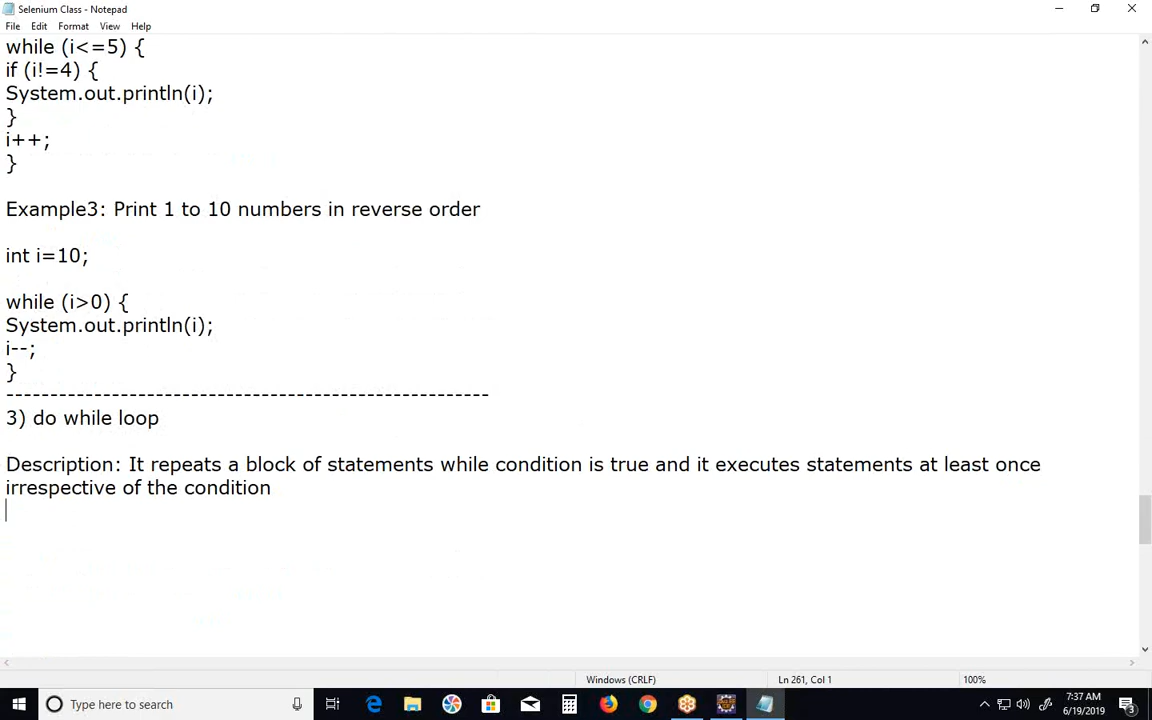 Selenium Class - Notepad
File Edit Format View Help
while (i<=5) {
if (i!=4) {
System.out.println(i);
}
i++;
}
Example3: Print 1 to 10 numbers in reverse order
int i=10;
while (i>0) {
System.out.println(i);
i--;
}
-------------------------------------------------------
3) do while loop
Description: It repeats a block of statements while condition is true and it executes statements at least once
irrespective of the condition
Windows (CRLF) Ln 261, Col 1 100%
Type here to search
7:37 AM
6/19/2019
3